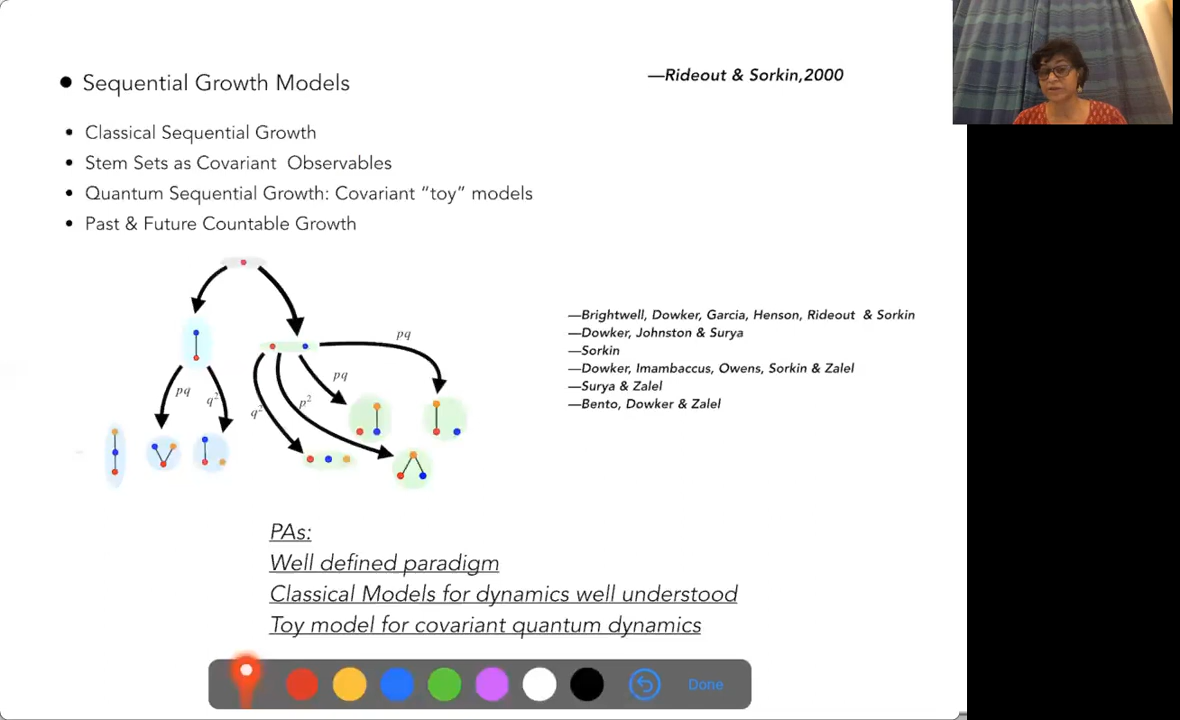 Sequential Growth Models
—Rideout & Sorkin,2000
Classical Sequential Growth
Stem Sets as Covariant Observables
Quantum Sequential Growth: Covariant “toy” models
Past & Future Countable Growth
pq
pq
pq
q²
q²
p²
—Brightwell, Dowker, Garcia, Henson, Rideout & Sorkin
—Dowker, Johnston & Surya
—Sorkin
—Dowker, Imambaccus, Owens, Sorkin & Zalel
—Surya & Zalel
—Bento, Dowker & Zalel
PAs:
Well defined paradigm
Classical Models for dynamics well understood
Toy model for covariant quantum dynamics
Done